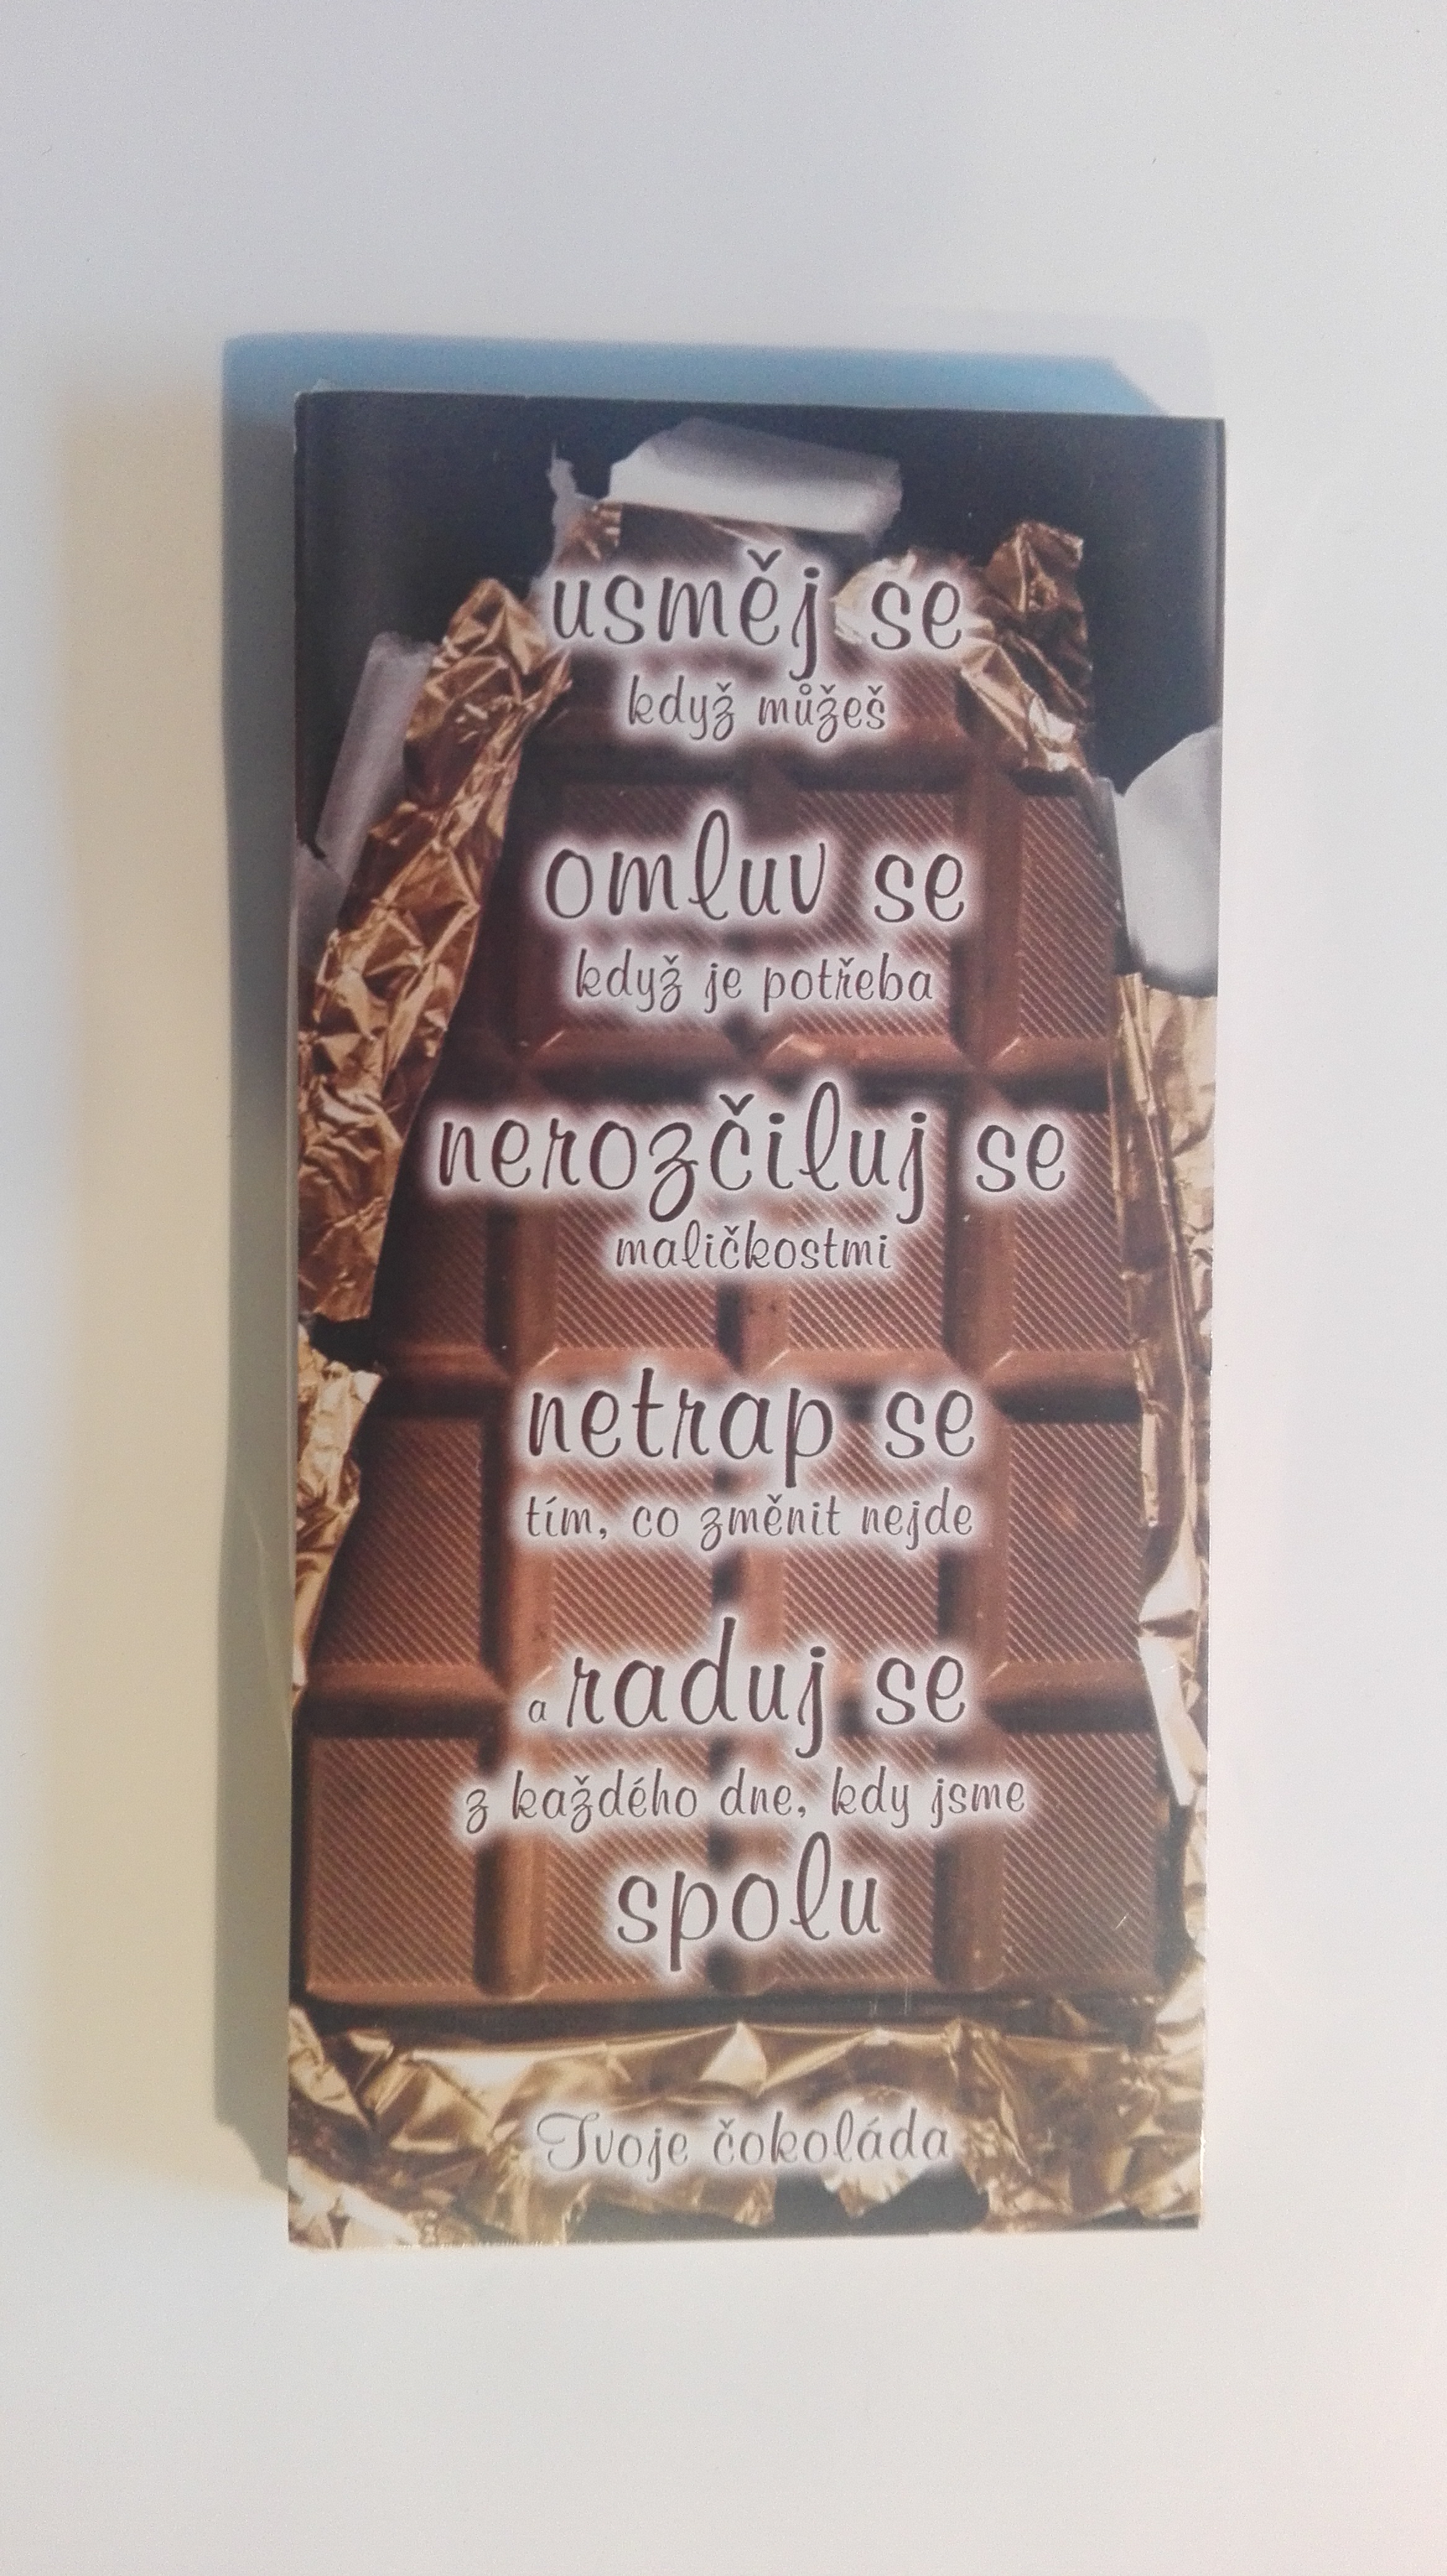 usměj se
když můžeš
omluv se
když je potřeba
nerozčiluj se
maličkostmi
netrap se
tím, co změnit nejde
a raduj se
z každého dne, kdy jsme
spolu
Tvoje čokoláda